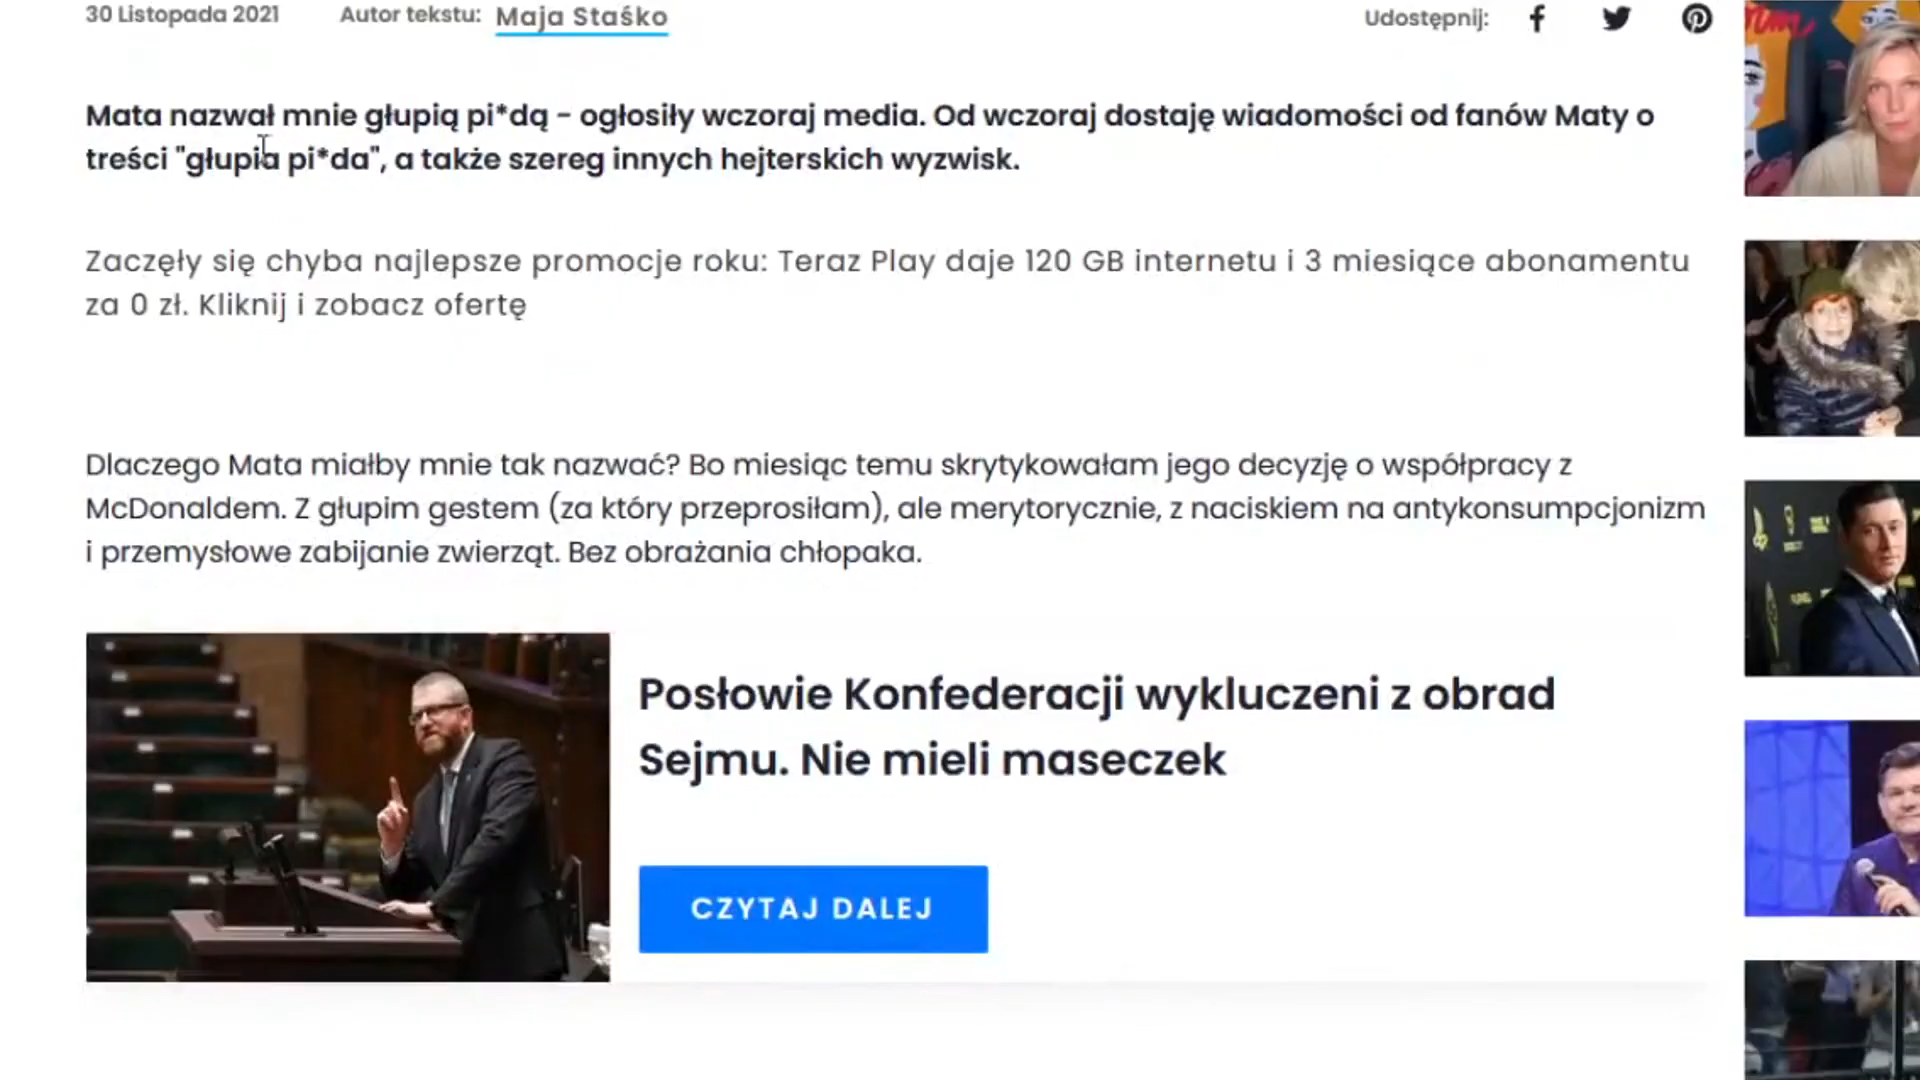 30 Listopada 2021 Autor tekstu: Maja Staśko Udostępnij:
Mata nazwał mnie głupią pi*dą - ogłosiły wczoraj media. Od wczoraj dostaję wiadomości od fanów Maty o
treści "głupia pi*da", a także szereg innych hejterskich wyzwisk.
Zaczęły się chyba najlepsze promocje roku: Teraz Play daje 120 GB internetu i 3 miesiące abonamentu
za 0 zł. Kliknij i zobacz ofertę
Dlaczego Mata miałby mnie tak nazwać? Bo miesiąc temu skrytykowałam jego decyzję o współpracy z
McDonaldem. Z głupim gestem (za który przeprosiłam), ale merytorycznie, z naciskiem na antykonsumpcjonizm
i przemysłowe zabijanie zwierząt. Bez obrażania chłopaka.
Posłowie Konfederacji wykluczeni z obrad
Sejmu. Nie mieli maseczek
CZYTAJ DALEJ